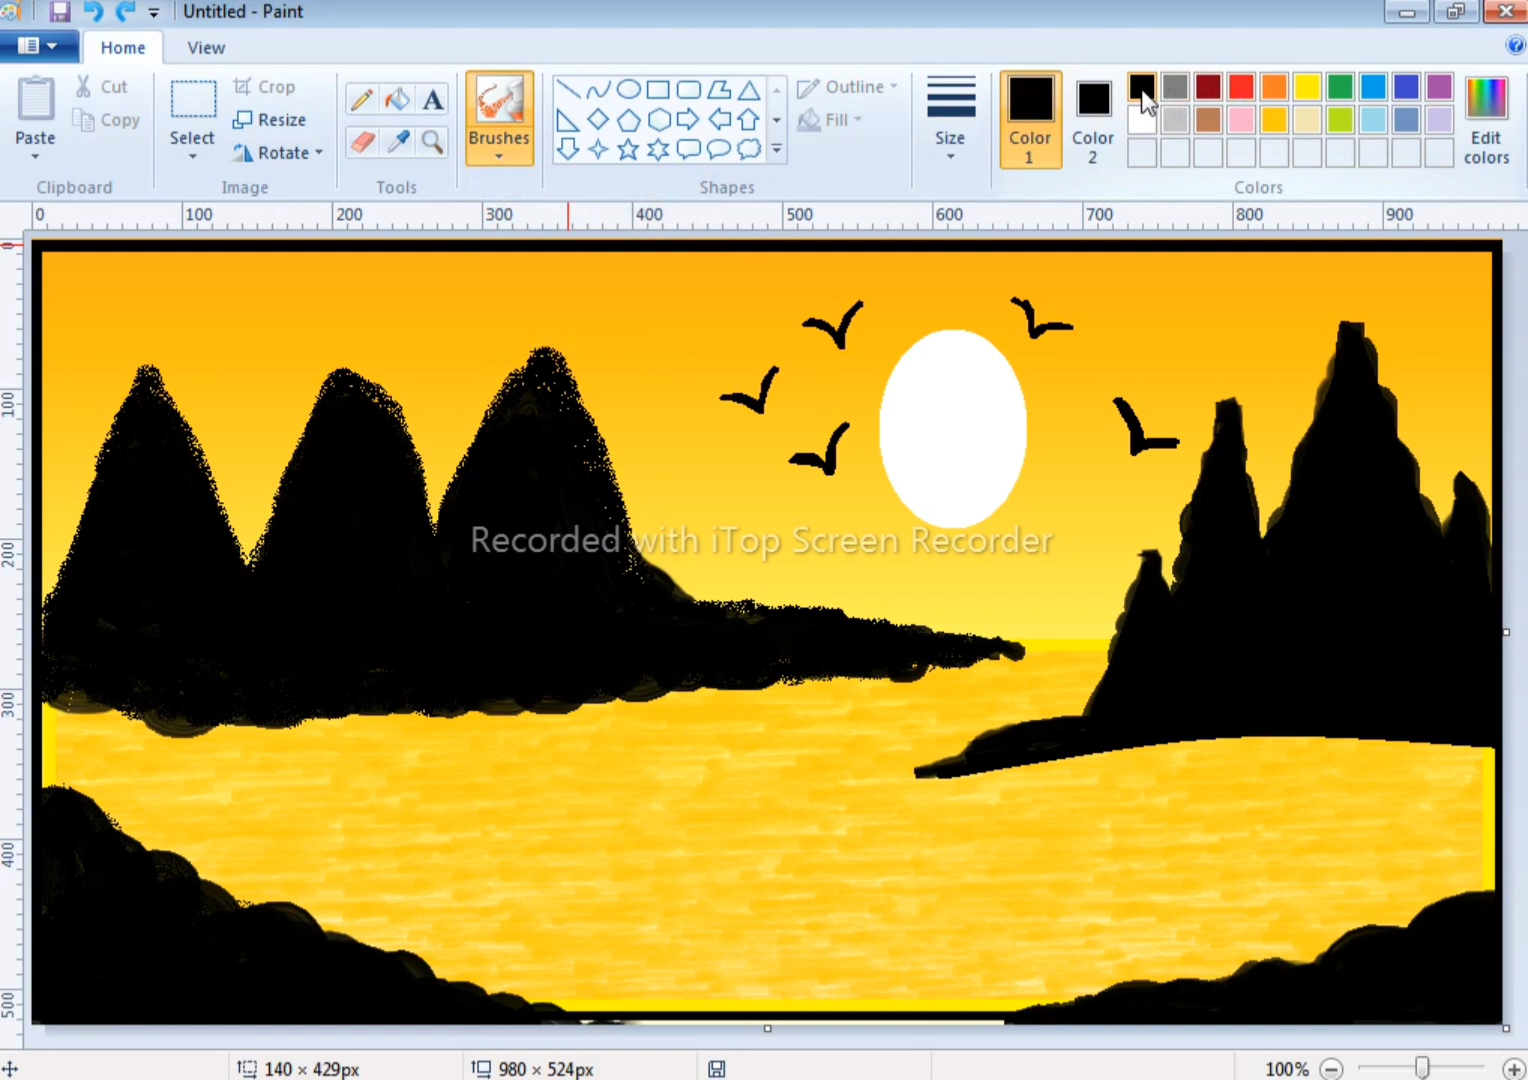 Untitled - Paint
Home View
Paste
Cut
Copy
Clipboard
Select
Crop
Resize
Rotate
Image
A
Tools
Brushes
Outline
Fill
Shapes
Size
Color 1
Color 2
Edit colors
Colors
0 100 200 300 400 500 600 700 800 900
0
100
200
300
400
500
Recorded with iTop Screen Recorder
140 × 429px
980 × 524px
100%